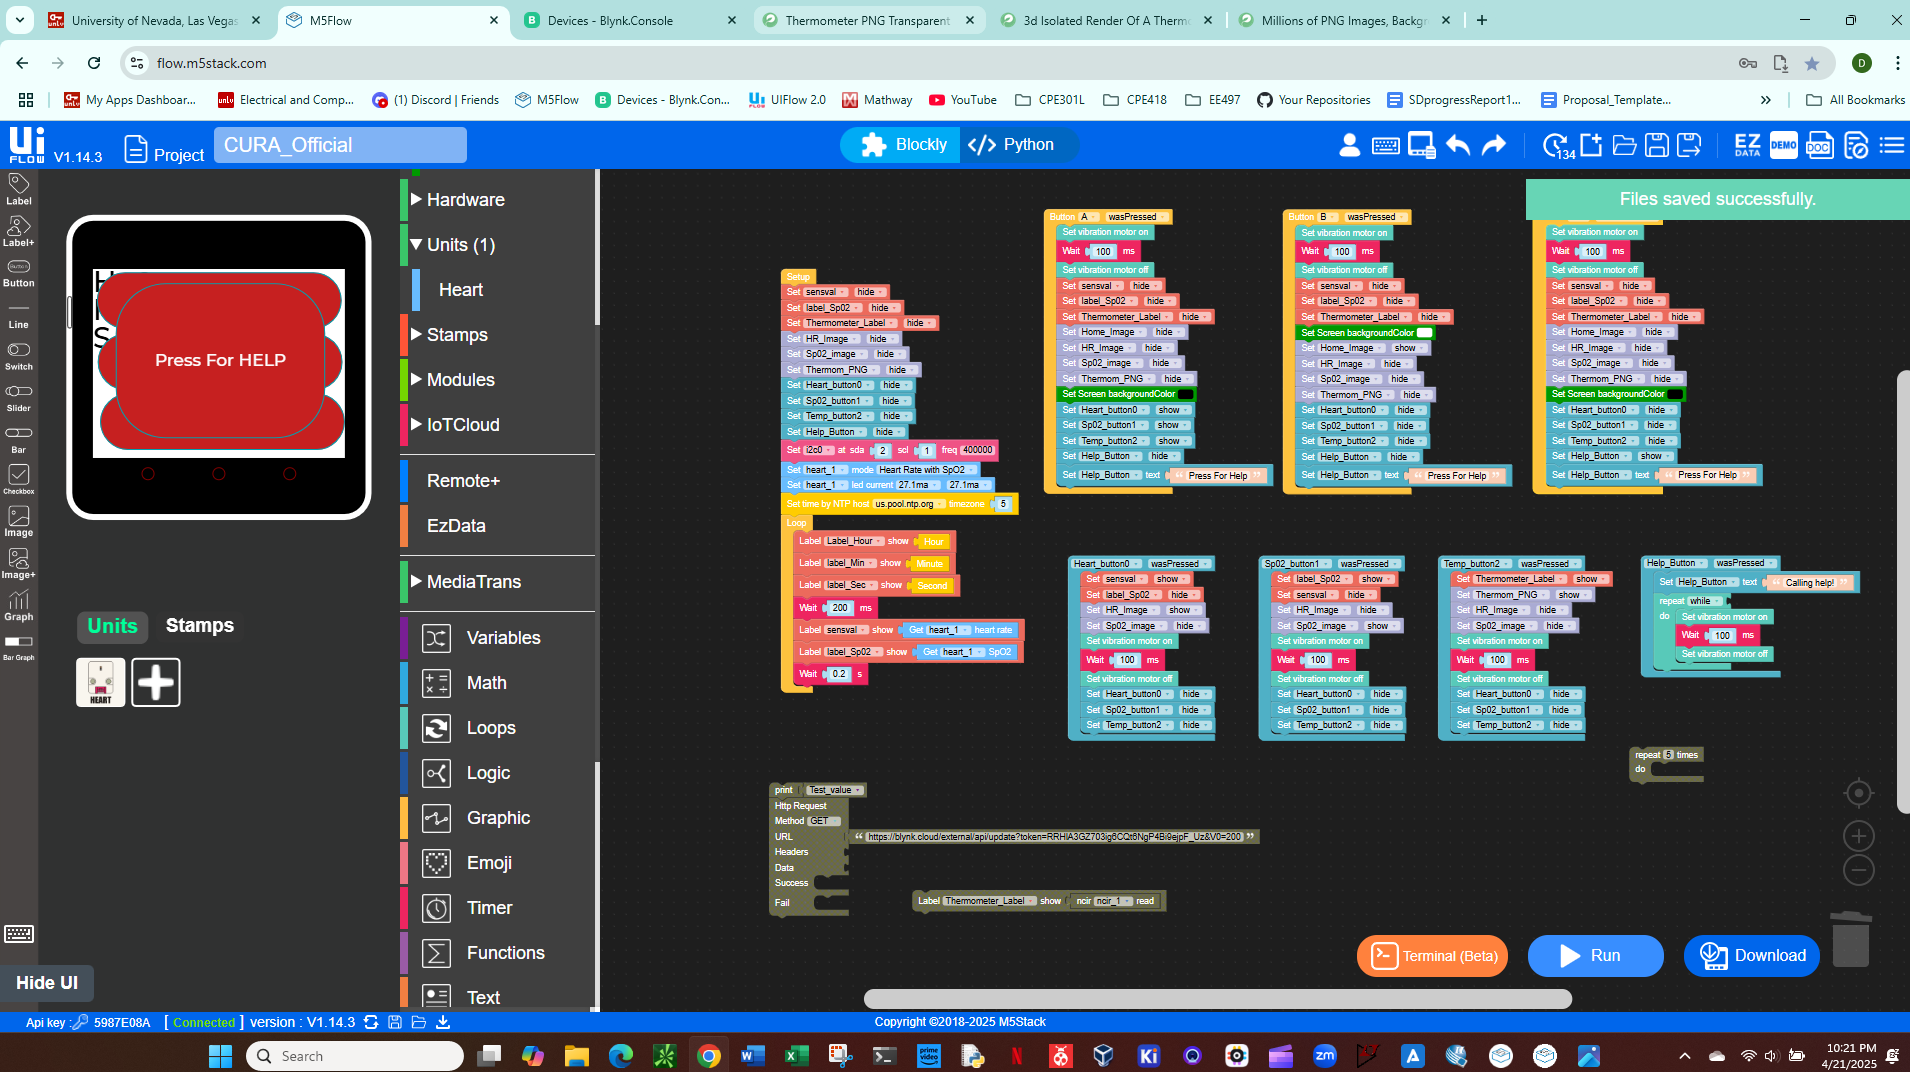 University of Nevada, Las Vegas
M5Flow
Devices - Blynk.Console
Thermometer PNG Transparent
3d Isolated Render Of A Thermo
Millions of PNG Images, Backgr
flow.m5stack.com
D
My Apps Dashboar...
Electrical and Comp...
(1) Discord | Friends
M5Flow
Devices - Blynk.Con...
UIFlow 2.0
Mathway
YouTube
CPE301L
CPE418
EE497
Your Repositories
SDprogressReport1...
Proposal_Template...
All Bookmarks
Ui
FLOW
V1.14.3
Project
CURA_Official
Blockly
Python
134
EZ
DATA
DEMO
DOC
Files saved successfully.
Label
Label+
Button
Line
Switch
Slider
Bar
Checkbox
Image
Image+
Graph
Bar Graph
Press For HELP
Units
Stamps
HEART
Hide UI
Hardware
Units (1)
Heart
Stamps
Modules
IoTCloud
Remote+
EzData
MediaTrans
Variables
Math
Loops
Logic
Graphic
Emoji
Timer
Functions
Text
Setup
Set sensval hide
Set label_Sp02 hide
Set Thermometer_Label hide
Set HR_Image hide
Set Sp02_image hide
Set Thermom_PNG hide
Set Heart_button0 hide
Set Sp02_button1 hide
Set Temp_button2 hide
Set Help_Button hide
Set i2c0 at sda 2 scl 1 freq 400000
Set heart_1 mode Heart Rate with SpO2
Set heart_1 led current 27.1ma 27.1ma
Set time by NTP host us.pool.ntp.org timezone 5
Loop
Label Label_Hour show Hour
Label label_Min show Minute
Label label_Sec show Second
Wait 200 ms
Label sensval show Get heart_1 heart rate
Label label_Sp02 show Get heart_1 SpO2
Wait 0.2 s
Button A wasPressed
Set vibration motor on
Wait 100 ms
Set vibration motor off
Set sensval hide
Set label_Sp02 hide
Set Thermometer_Label hide
Set Home_Image hide
Set HR_Image hide
Set Sp02_image hide
Set Thermom_PNG hide
Set Screen backgroundColor
Set Heart_button0 show
Set Sp02_button1 show
Set Temp_button2 show
Set Help_Button hide
Set Help_Button text “ Press For Help ”
Button B wasPressed
Set vibration motor on
Wait 100 ms
Set vibration motor off
Set sensval hide
Set label_Sp02 hide
Set Thermometer_Label hide
Set Screen backgroundColor
Set Home_Image show
Set HR_Image hide
Set Sp02_image hide
Set Thermom_PNG hide
Set Heart_button0 hide
Set Sp02_button1 hide
Set Temp_button2 hide
Set Help_Button hide
Set Help_Button text “ Press For Help ”
Set vibration motor on
Wait 100 ms
Set vibration motor off
Set sensval hide
Set label_Sp02 hide
Set Thermometer_Label hide
Set Home_Image hide
Set HR_Image hide
Set Sp02_image hide
Set Thermom_PNG hide
Set Screen backgroundColor
Set Heart_button0 hide
Set Sp02_button1 hide
Set Temp_button2 hide
Set Help_Button show
Set Help_Button text “ Press For Help ”
Heart_button0 wasPressed
Set sensval show
Set label_Sp02 hide
Set HR_Image show
Set Sp02_image hide
Set vibration motor on
Wait 100 ms
Set vibration motor off
Set Heart_button0 hide
Set Sp02_button1 hide
Set Temp_button2 hide
Sp02_button1 wasPressed
Set label_Sp02 show
Set sensval hide
Set HR_Image hide
Set Sp02_image show
Set vibration motor on
Wait 100 ms
Set vibration motor off
Set Heart_button0 hide
Set Sp02_button1 hide
Set Temp_button2 hide
Temp_button2 wasPressed
Set Thermometer_Label show
Set Thermom_PNG show
Set HR_Image hide
Set Sp02_image hide
Set vibration motor on
Wait 100 ms
Set vibration motor off
Set Heart_button0 hide
Set Sp02_button1 hide
Set Temp_button2 hide
Help_Button wasPressed
Set Help_Button text “ Calling help! ”
repeat while
do Set vibration motor on
Wait 100 ms
Set vibration motor off
repeat 5 times
do
print Test_value
Http Request
Method GET
URL “ https://blynk.cloud/external/api/update?token=RRHIA3GZ703ig6CQt6NgP4Bi9ejpF_Uz&V0=200 ”
Headers
Data
Success
Fail
Label Thermometer_Label show ncir ncir_1 read
Terminal (Beta)
Run
Download
Api key : 5987E08A [ Connected ] version : V1.14.3
Copyright ©2018-2025 M5Stack
Search
10:21 PM
4/21/2025